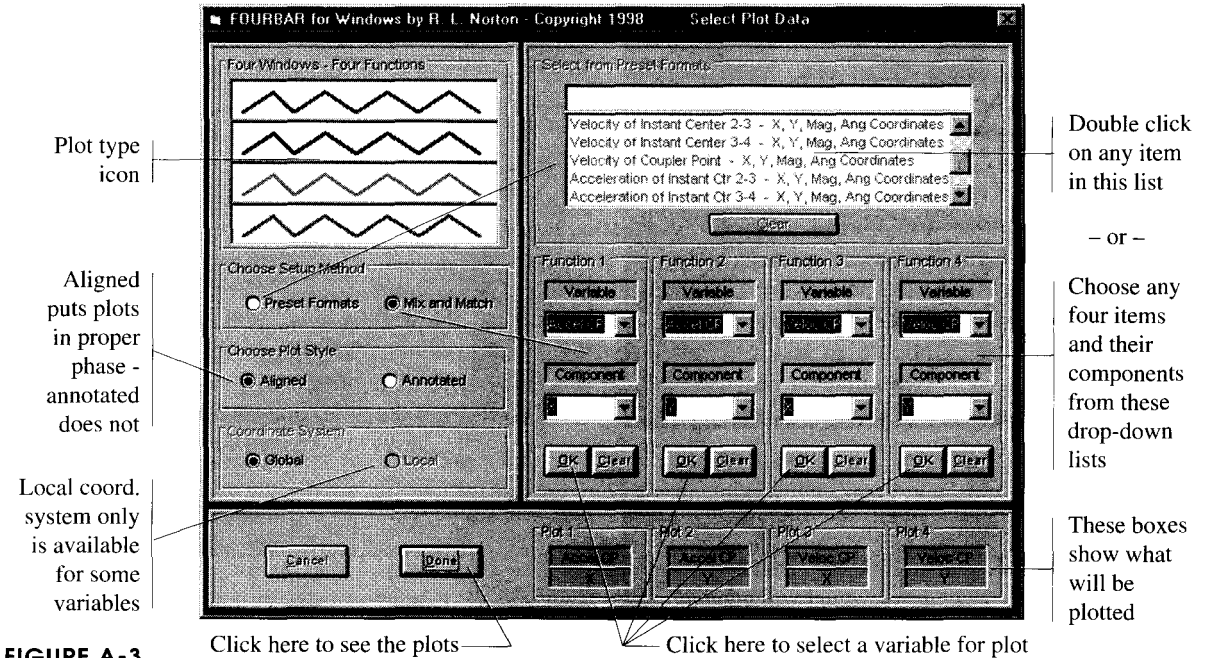 FOURBAR for Windows by R. L. Norton - Copyright 1998 Select Plot Data
Four Windows - Four Functions
Plot type
icon
Choose Setup Method
Preset Formats
Mix and Match
Aligned
puts plots
in proper
phase -
annotated
does not
Choose Plot Style
Aligned
Annotated
Coordinate System
Global
Local
Local coord.
system only
is available
for some
variables
Select from Preset Formats
Velocity of Instant Center 2-3 - X, Y, Mag, Ang Coordinates
Velocity of Instant Center 3-4 - X, Y, Mag, Ang Coordinates
Velocity of Coupler Point - X, Y, Mag, Ang Coordinates
Acceleration of Instant Ctr 2-3 - X, Y, Mag, Ang Coordinates
Acceleration of Instant Ctr 3-4 - X, Y, Mag, Ang Coordinates
Clear
Double click
on any item
in this list
– or –
Choose any
four items
and their
components
from these
drop-down
lists
Function 1
Variable
Accel CP
Component
X
OK Clear
Function 2
Variable
Accel CP
Component
Y
OK Clear
Function 3
Variable
Veloc CP
Component
X
OK Clear
Function 4
Variable
Veloc CP
Component
Y
OK Clear
Cancel
Done
Plot 1
Accel CP
X
Plot 2
Accel CP
Y
Plot 3
Veloc CP
X
Plot 4
Veloc CP
Y
These boxes
show what
will be
plotted
Click here to see the plots
Click here to select a variable for plot
FIGURE A-3